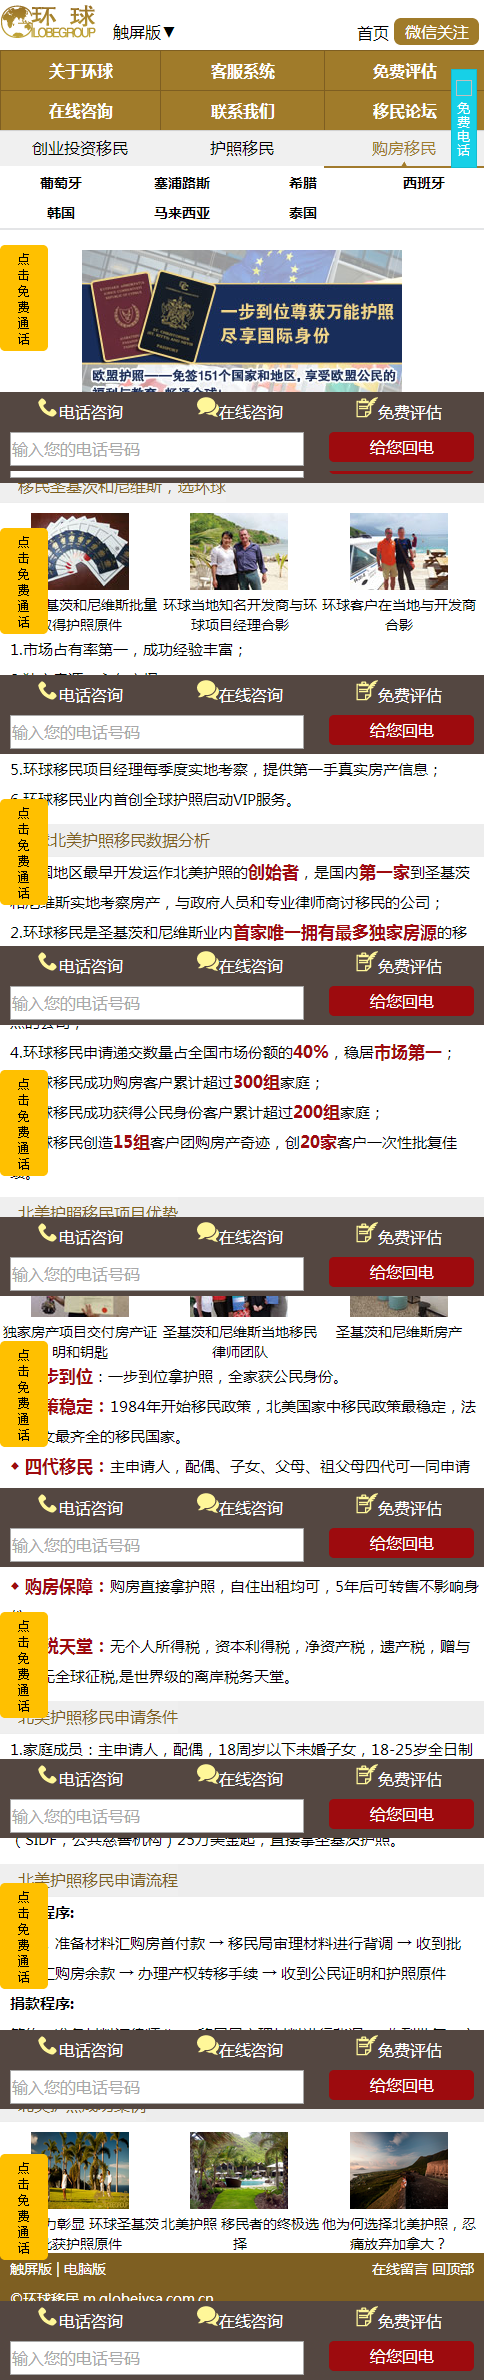 环 球
GLOBEGROUP
触屏版▼
首页 微信关注
关于环球 客服系统 免费评估
在线咨询 联系我们 移民论坛
免费电话
创业投资移民 护照移民 购房移民
葡萄牙 塞浦路斯 希腊 西班牙
韩国 马来西亚 泰国
点击免费通话
一步到位尊获万能护照
尽享国际身份
欧盟护照——免签151个国家和地区，享受欧盟公民的
电话咨询 在线咨询 免费评估
输入您的电话号码 给您回电
移民圣基茨和尼维斯，选环球
点击免费通话
基茨和尼维斯批量 环球当地知名开发商与环 环球客户在当地与开发商
得护照原件 球项目经理合影 合影
1.市场占有率第一，成功经验丰富；
电话咨询 在线咨询 免费评估
输入您的电话号码 给您回电
5.环球移民项目经理每季度实地考察，提供第一手真实房产信息；
6.环球移民业内首创全球护照启动VIP服务。
点击免费通话
北美护照移民数据分析
国地区最早开发运作北美护照的创始者，是国内第一家到圣基茨
和尼维斯实地考察房产，与政府人员和专业律师商讨移民的公司；
2.环球移民是圣基茨和尼维斯业内首家唯一拥有最多独家房源的移
电话咨询 在线咨询 免费评估
输入您的电话号码 给您回电
4.环球移民申请递交数量占全国市场份额的40%，稳居市场第一；
点击免费通话
球移民成功购房客户累计超过300组家庭；
球移民成功获得公民身份客户累计超过200组家庭；
球移民创造15组客户团购房产奇迹，创20家客户一次性批复佳
绩。
北美护照移民项目优势
电话咨询 在线咨询 免费评估
输入您的电话号码 给您回电
独家房产项目交付房产证 圣基茨和尼维斯当地移民 圣基茨和尼维斯房产
明和钥匙 律师团队
点击免费通话
步到位：一步到位拿护照，全家获公民身份。
策稳定：1984年开始移民政策，北美国家中移民政策最稳定，法
文最齐全的移民国家。
四代移民：主申请人，配偶、子女、父母、祖父母四代可一同申请
电话咨询 在线咨询 免费评估
输入您的电话号码 给您回电
购房保障：购房直接拿护照，自住出租均可，5年后可转售不影响身
点击免费通话
税天堂：无个人所得税，资本利得税，净资产税，遗产税，赠与
无全球征税,是世界级的离岸税务天堂。
北美护照移民申请条件
1.家庭成员：主申请人，配偶，18周岁以下未婚子女，18-25岁全日制
电话咨询 在线咨询 免费评估
输入您的电话号码 给您回电
（SIDF，公共慈善机构）25万美金起，直接拿圣基茨护照。
北美护照移民申请流程
点击免费通话
程序:
准备材料汇购房首付款 → 移民局审理材料进行背调 → 收到批
汇购房余款 → 办理产权转移手续 → 收到公民证明和护照原件
捐款程序:
电话咨询 在线咨询 免费评估
输入您的电话号码 给您回电
北美护照成功案例
点击免费通话
力彰显 环球圣基茨 北美护照 移民者的终极选 他为何选择北美护照，忍
批获护照原件 择 痛放弃加拿大？
触屏版 | 电脑版 在线留言 回顶部
©环球移民 m.globeivsa.com.cn
电话咨询 在线咨询 免费评估
输入您的电话号码 给您回电